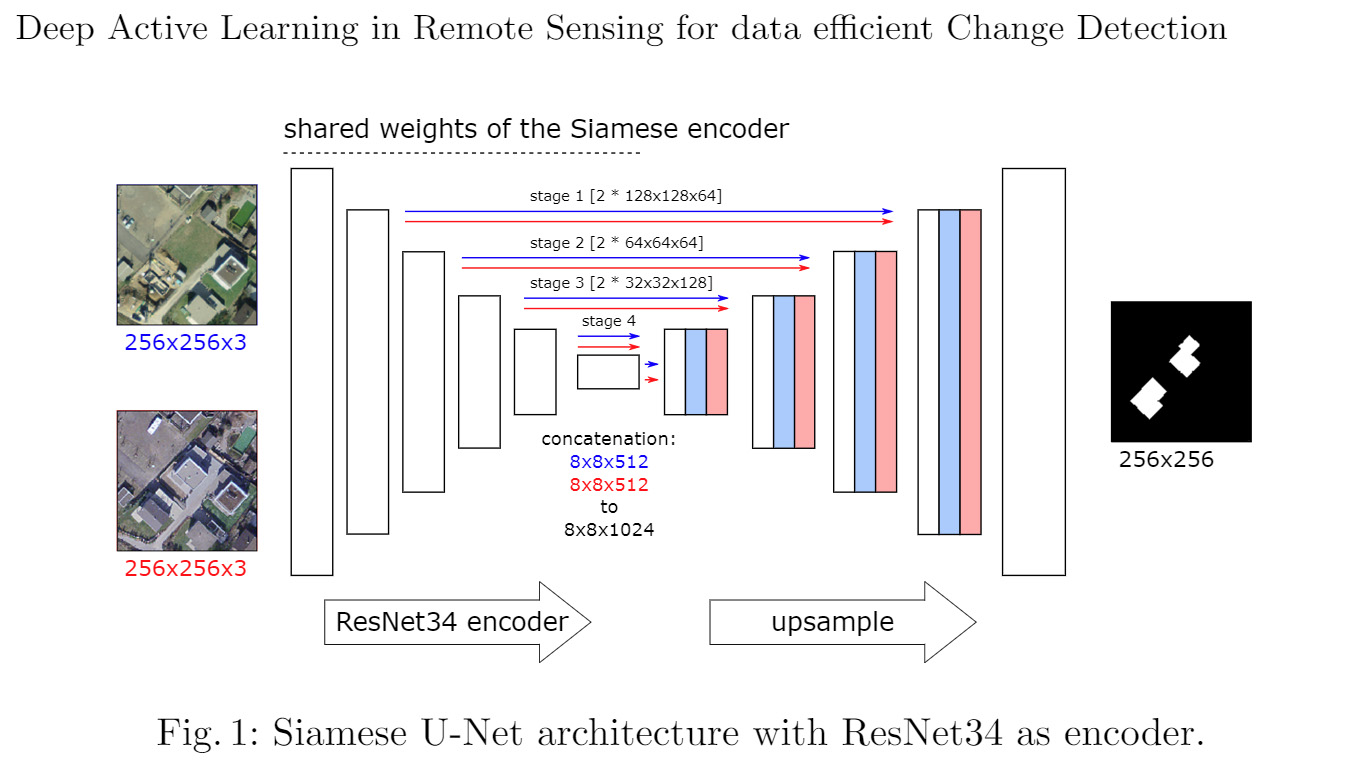 Deep Active Learning in Remote Sensing for data efficient Change Detection
shared weights of the Siamese encoder
stage 1 [2 * 128x128x64]
stage 2 [2 * 64x64x64]
stage 3 [2 * 32x32x128]
stage 4
256x256x3
256x256x3
concatenation:
8x8x512
8x8x512
to
8x8x1024
256x256
ResNet34 encoder
upsample
Fig. 1: Siamese U-Net architecture with ResNet34 as encoder.